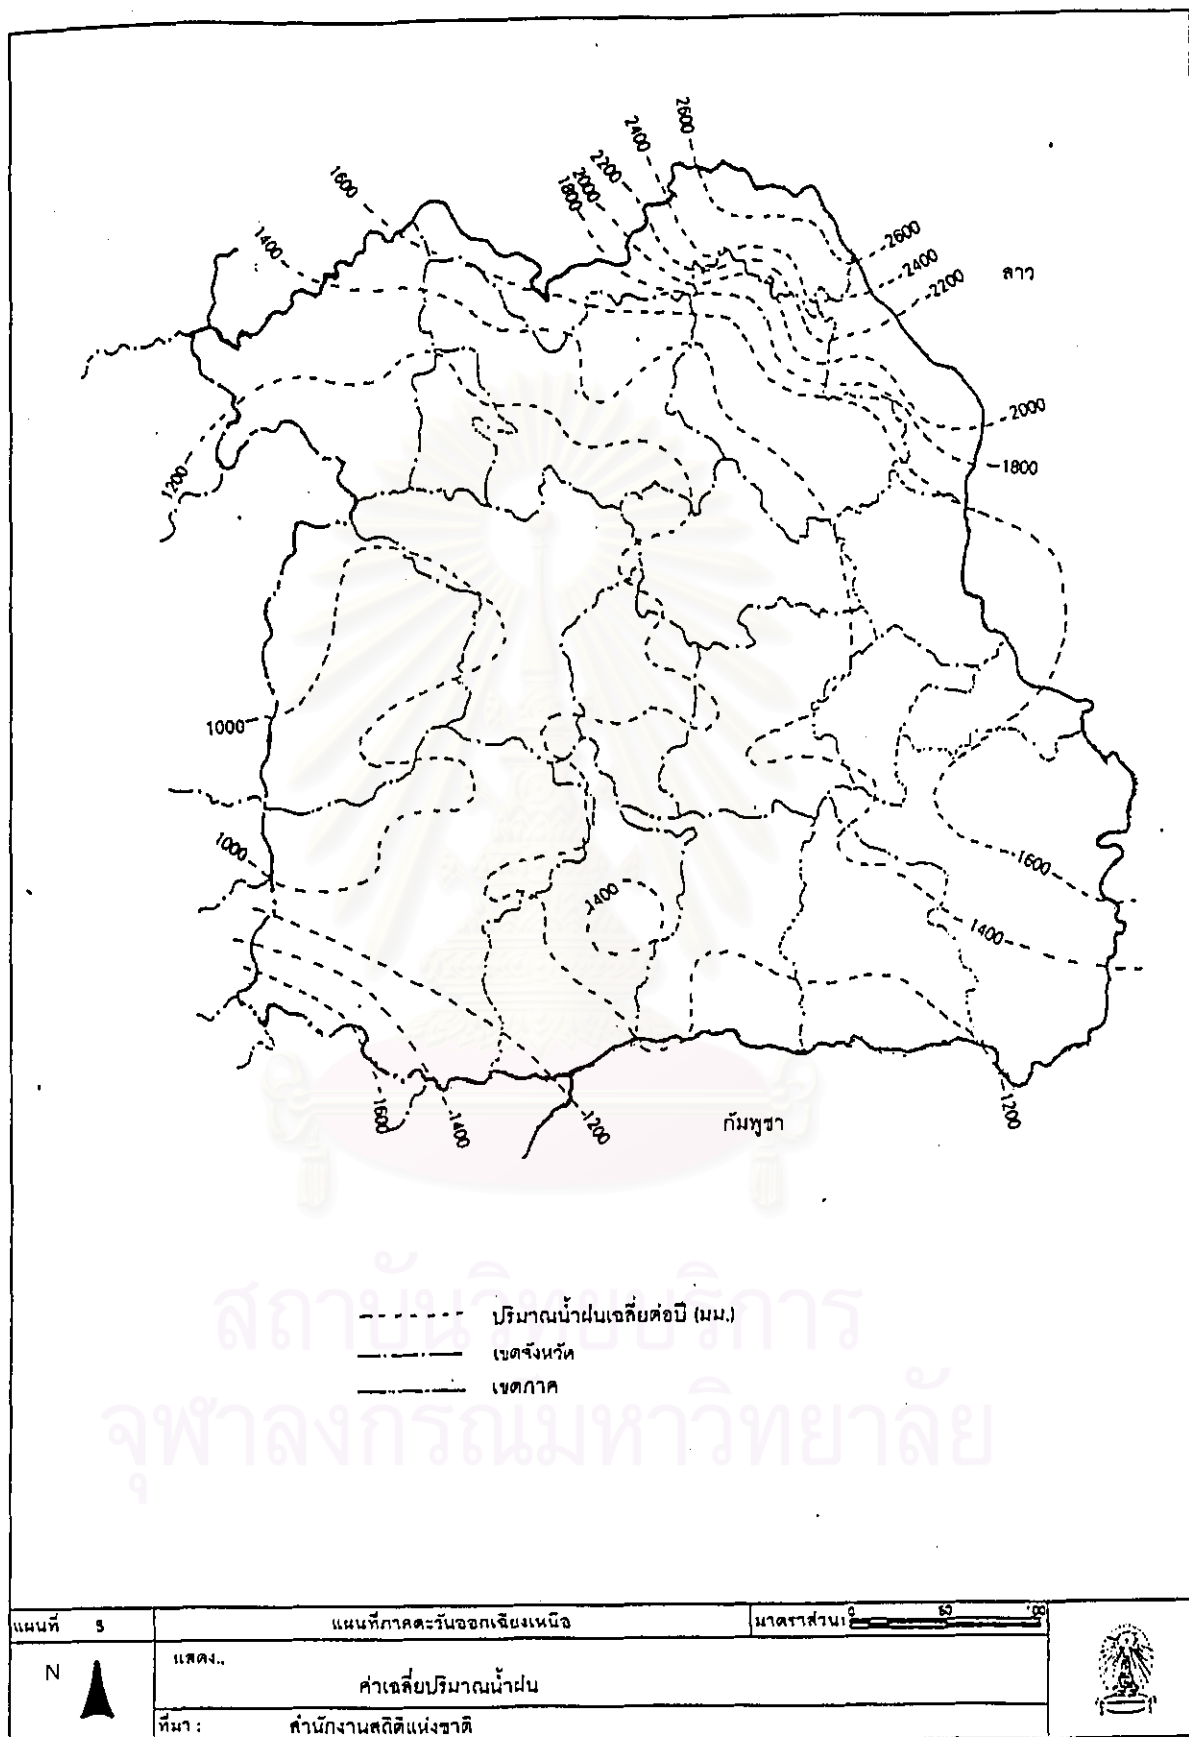 2600
2400
2200
2000
1800
1600
1400
2600
2400
2200
ลาว
2000
1800
1200
1000
1000
1400
1600
1400
1600
1400
1200
1200
กัมพูชา
ปริมาณน้ำฝนเฉลี่ยต่อปี (มม.)
เขตจังหวัด
เขตภาค
สถาบันวิทยบริการ
จุฬาลงกรณ์มหาวิทยาลัย
แผนที่ 5
แผนที่ภาคตะวันออกเฉียงเหนือ
มาตราส่วน
N
แสดง..
ค่าเฉลี่ยปริมาณน้ำฝน
ที่มา : สำนักงานสถิติแห่งชาติ